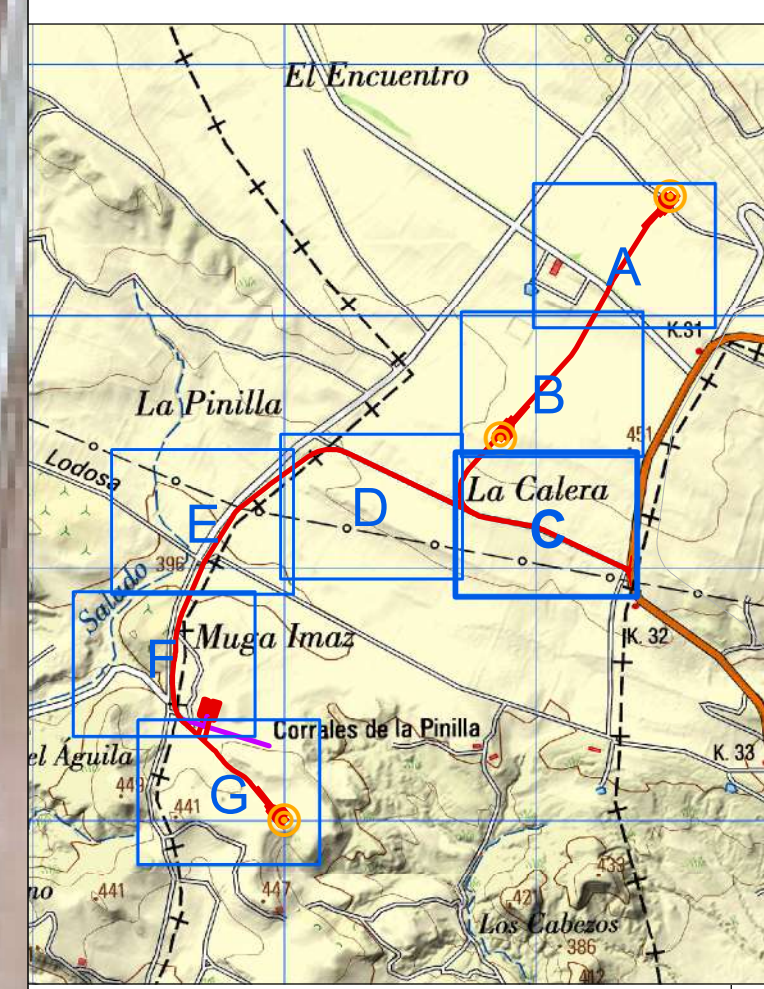 El Encuentro
A
K.31
B
La Pinilla
451
Lodosa
La Calera
D
C
E
396
Salado
K. 32
Muga Imaz
F
Corrales de la Pinilla
el Águila
K. 33
449
G
441
433
447
441
no
42
Los Cabezos
386
412